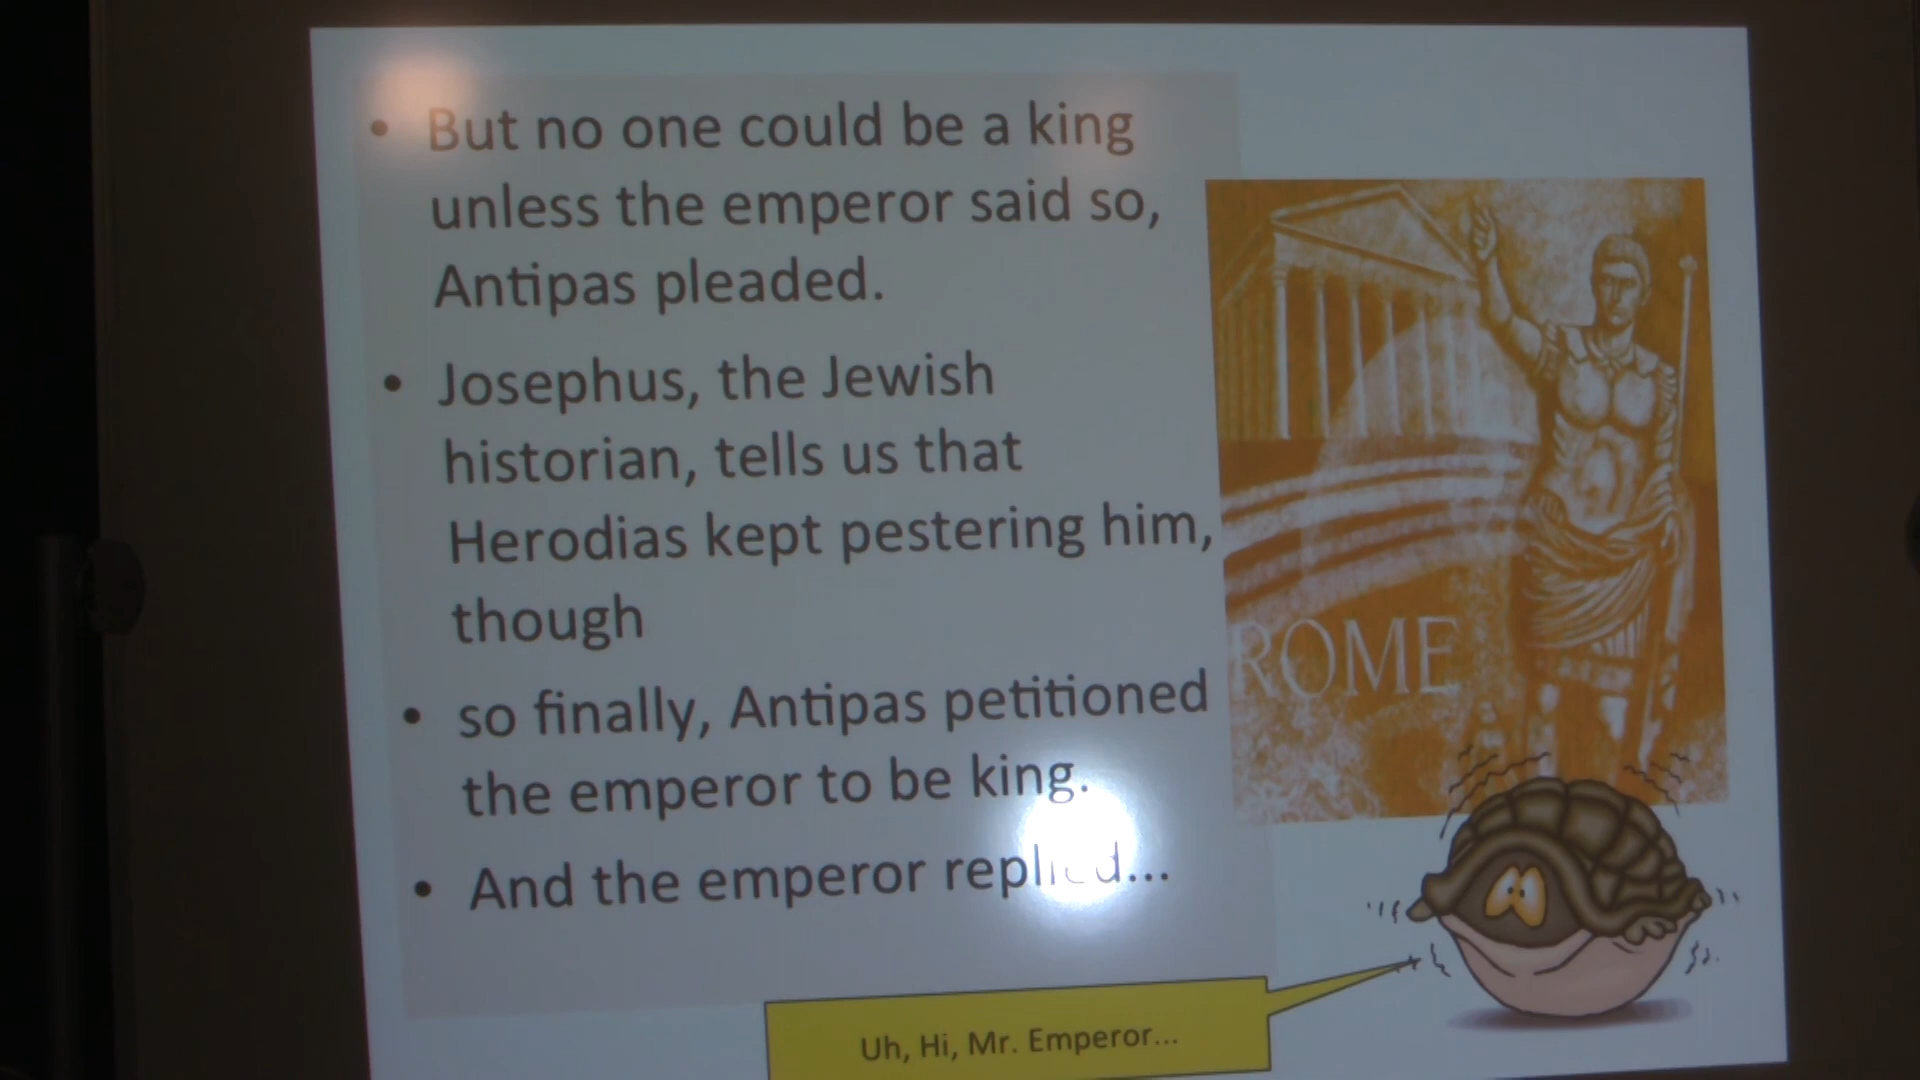 • But no one could be a king
unless the emperor said so,
Antipas pleaded.
• Josephus, the Jewish
historian, tells us that
Herodias kept pestering him,
though
• so finally, Antipas petitioned
the emperor to be king.
• And the emperor replied...
ROME
Uh, Hi, Mr. Emperor...